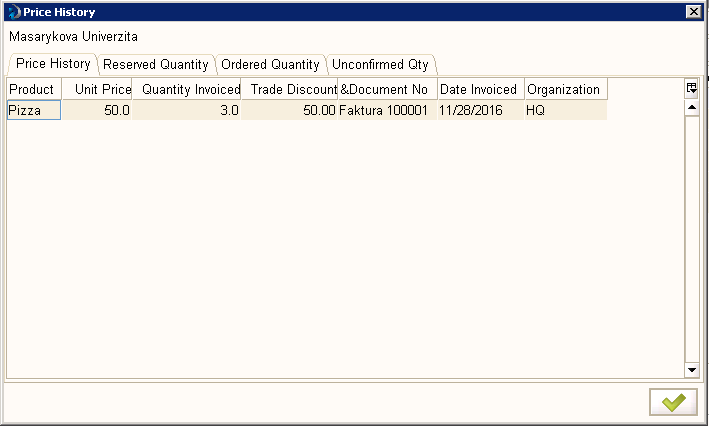 Price History
Masarykova Univerzita
Price History Reserved Quantity Ordered Quantity Unconfirmed Qty
Product Unit Price Quantity Invoiced Trade Discount &Document No Date Invoiced Organization
Pizza 50.0 3.0 50.00 Faktura 100001 11/28/2016 HQ